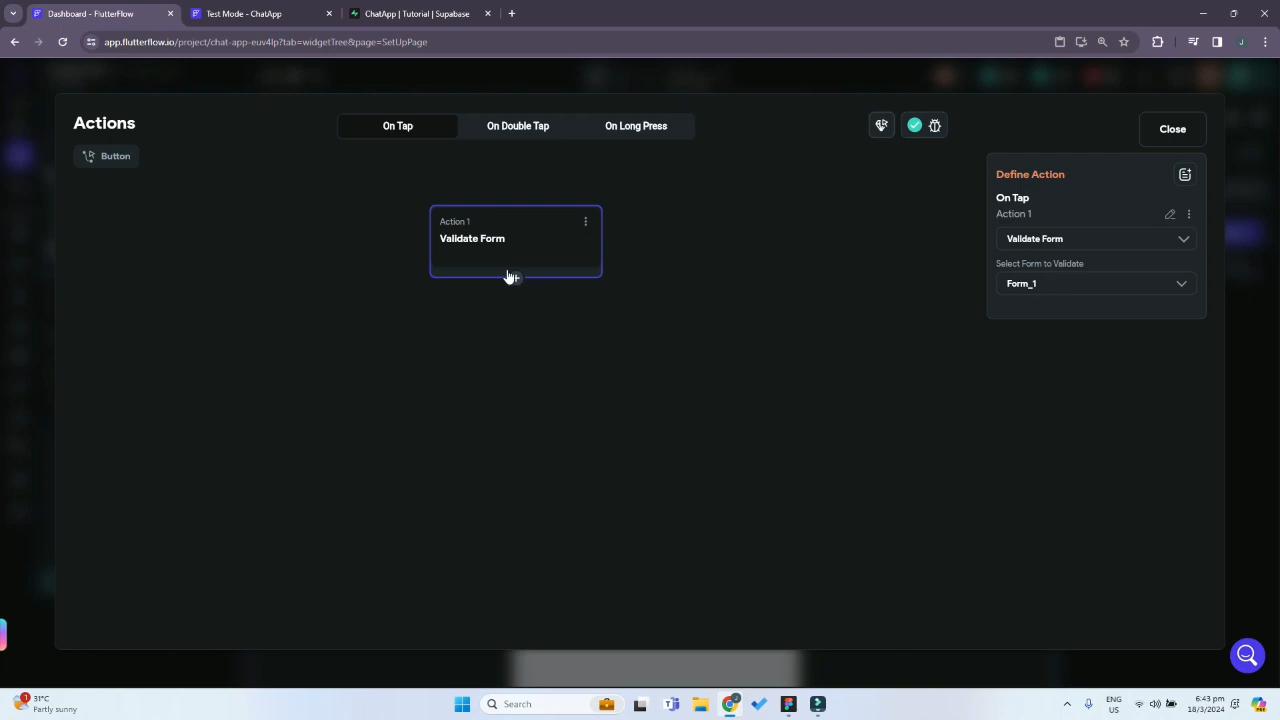 Dashboard - FlutterFlow
Test Mode - ChatApp
ChatApp | Tutorial | Supabase
app.flutterflow.io/project/chat-app-euv4lp?tab=widgetTree&page=SetUpPage
J
Actions
On Tap
On Double Tap
On Long Press
Close
Button
Define Action
On Tap
Action 1
Validate Form
Select Form to Validate
Form_1
Action 1
Validate Form
1
31°C
Partly sunny
Search
ENG
US
6:43 pm
18/3/2024